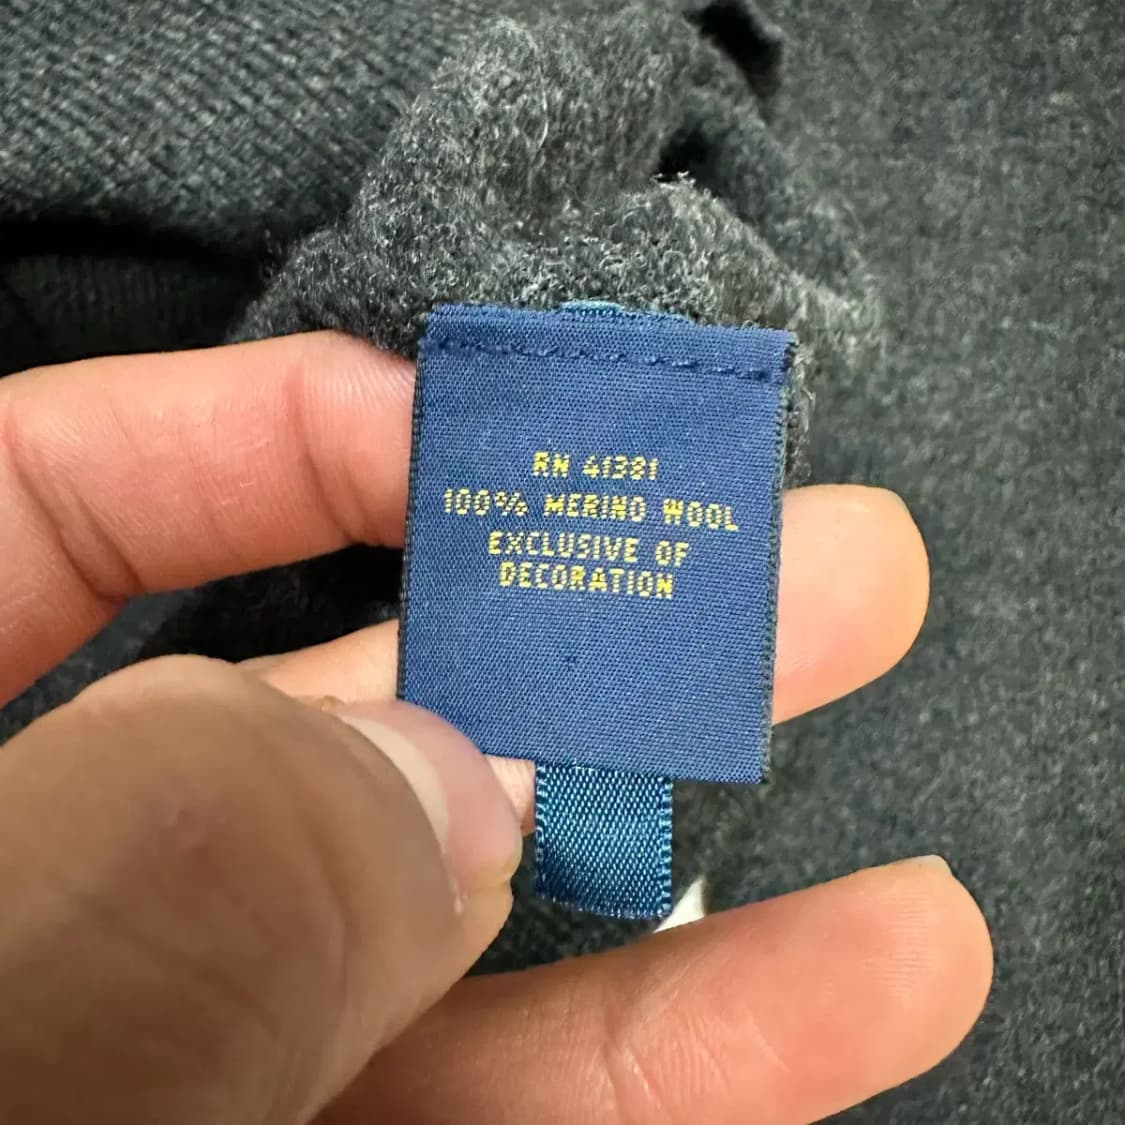 RN 41381
100% MERINO WOOL
EXCLUSIVE OF
DECORATION